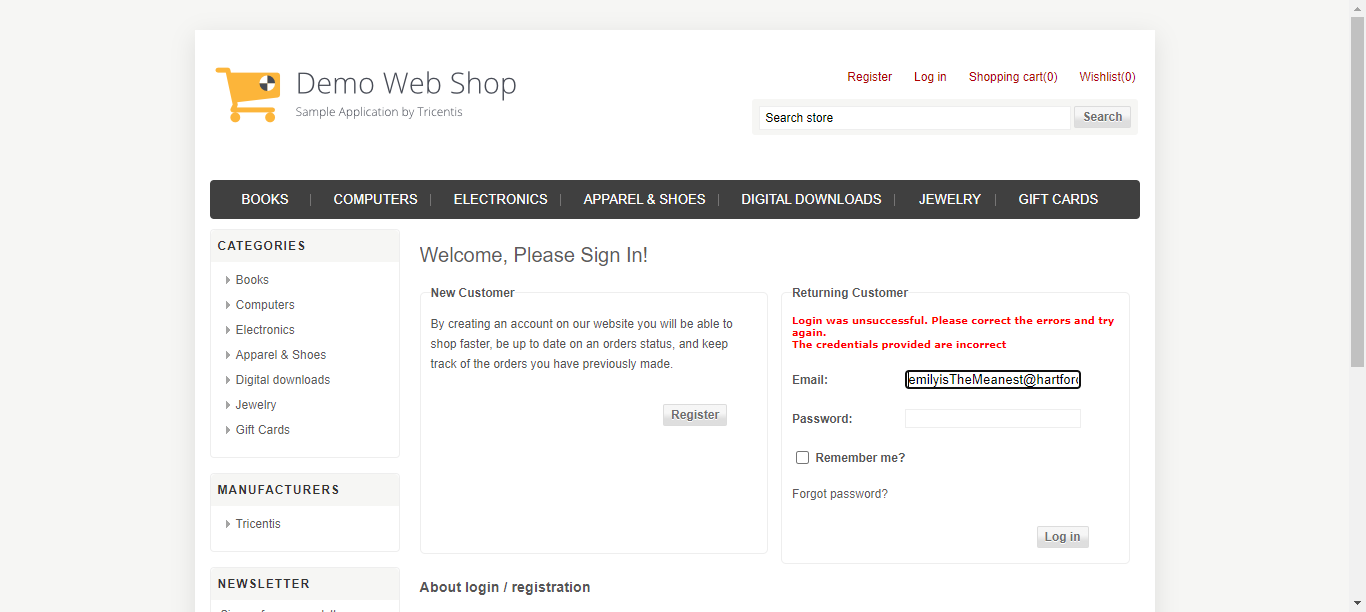 Demo Web Shop
Sample Application by Tricentis
Register Log in Shopping cart(0) Wishlist(0)
Search store Search
BOOKS COMPUTERS ELECTRONICS APPAREL & SHOES DIGITAL DOWNLOADS JEWELRY GIFT CARDS
CATEGORIES
Books
Computers
Electronics
Apparel & Shoes
Digital downloads
Jewelry
Gift Cards
MANUFACTURERS
Tricentis
NEWSLETTER
Welcome, Please Sign In!
New Customer
By creating an account on our website you will be able to
shop faster, be up to date on an orders status, and keep
track of the orders you have previously made.
Register
Returning Customer
Login was unsuccessful. Please correct the errors and try
again.
The credentials provided are incorrect
Email: emilyisTheMeanest@hartford
Password:
Remember me?
Forgot password?
Log in
About login / registration